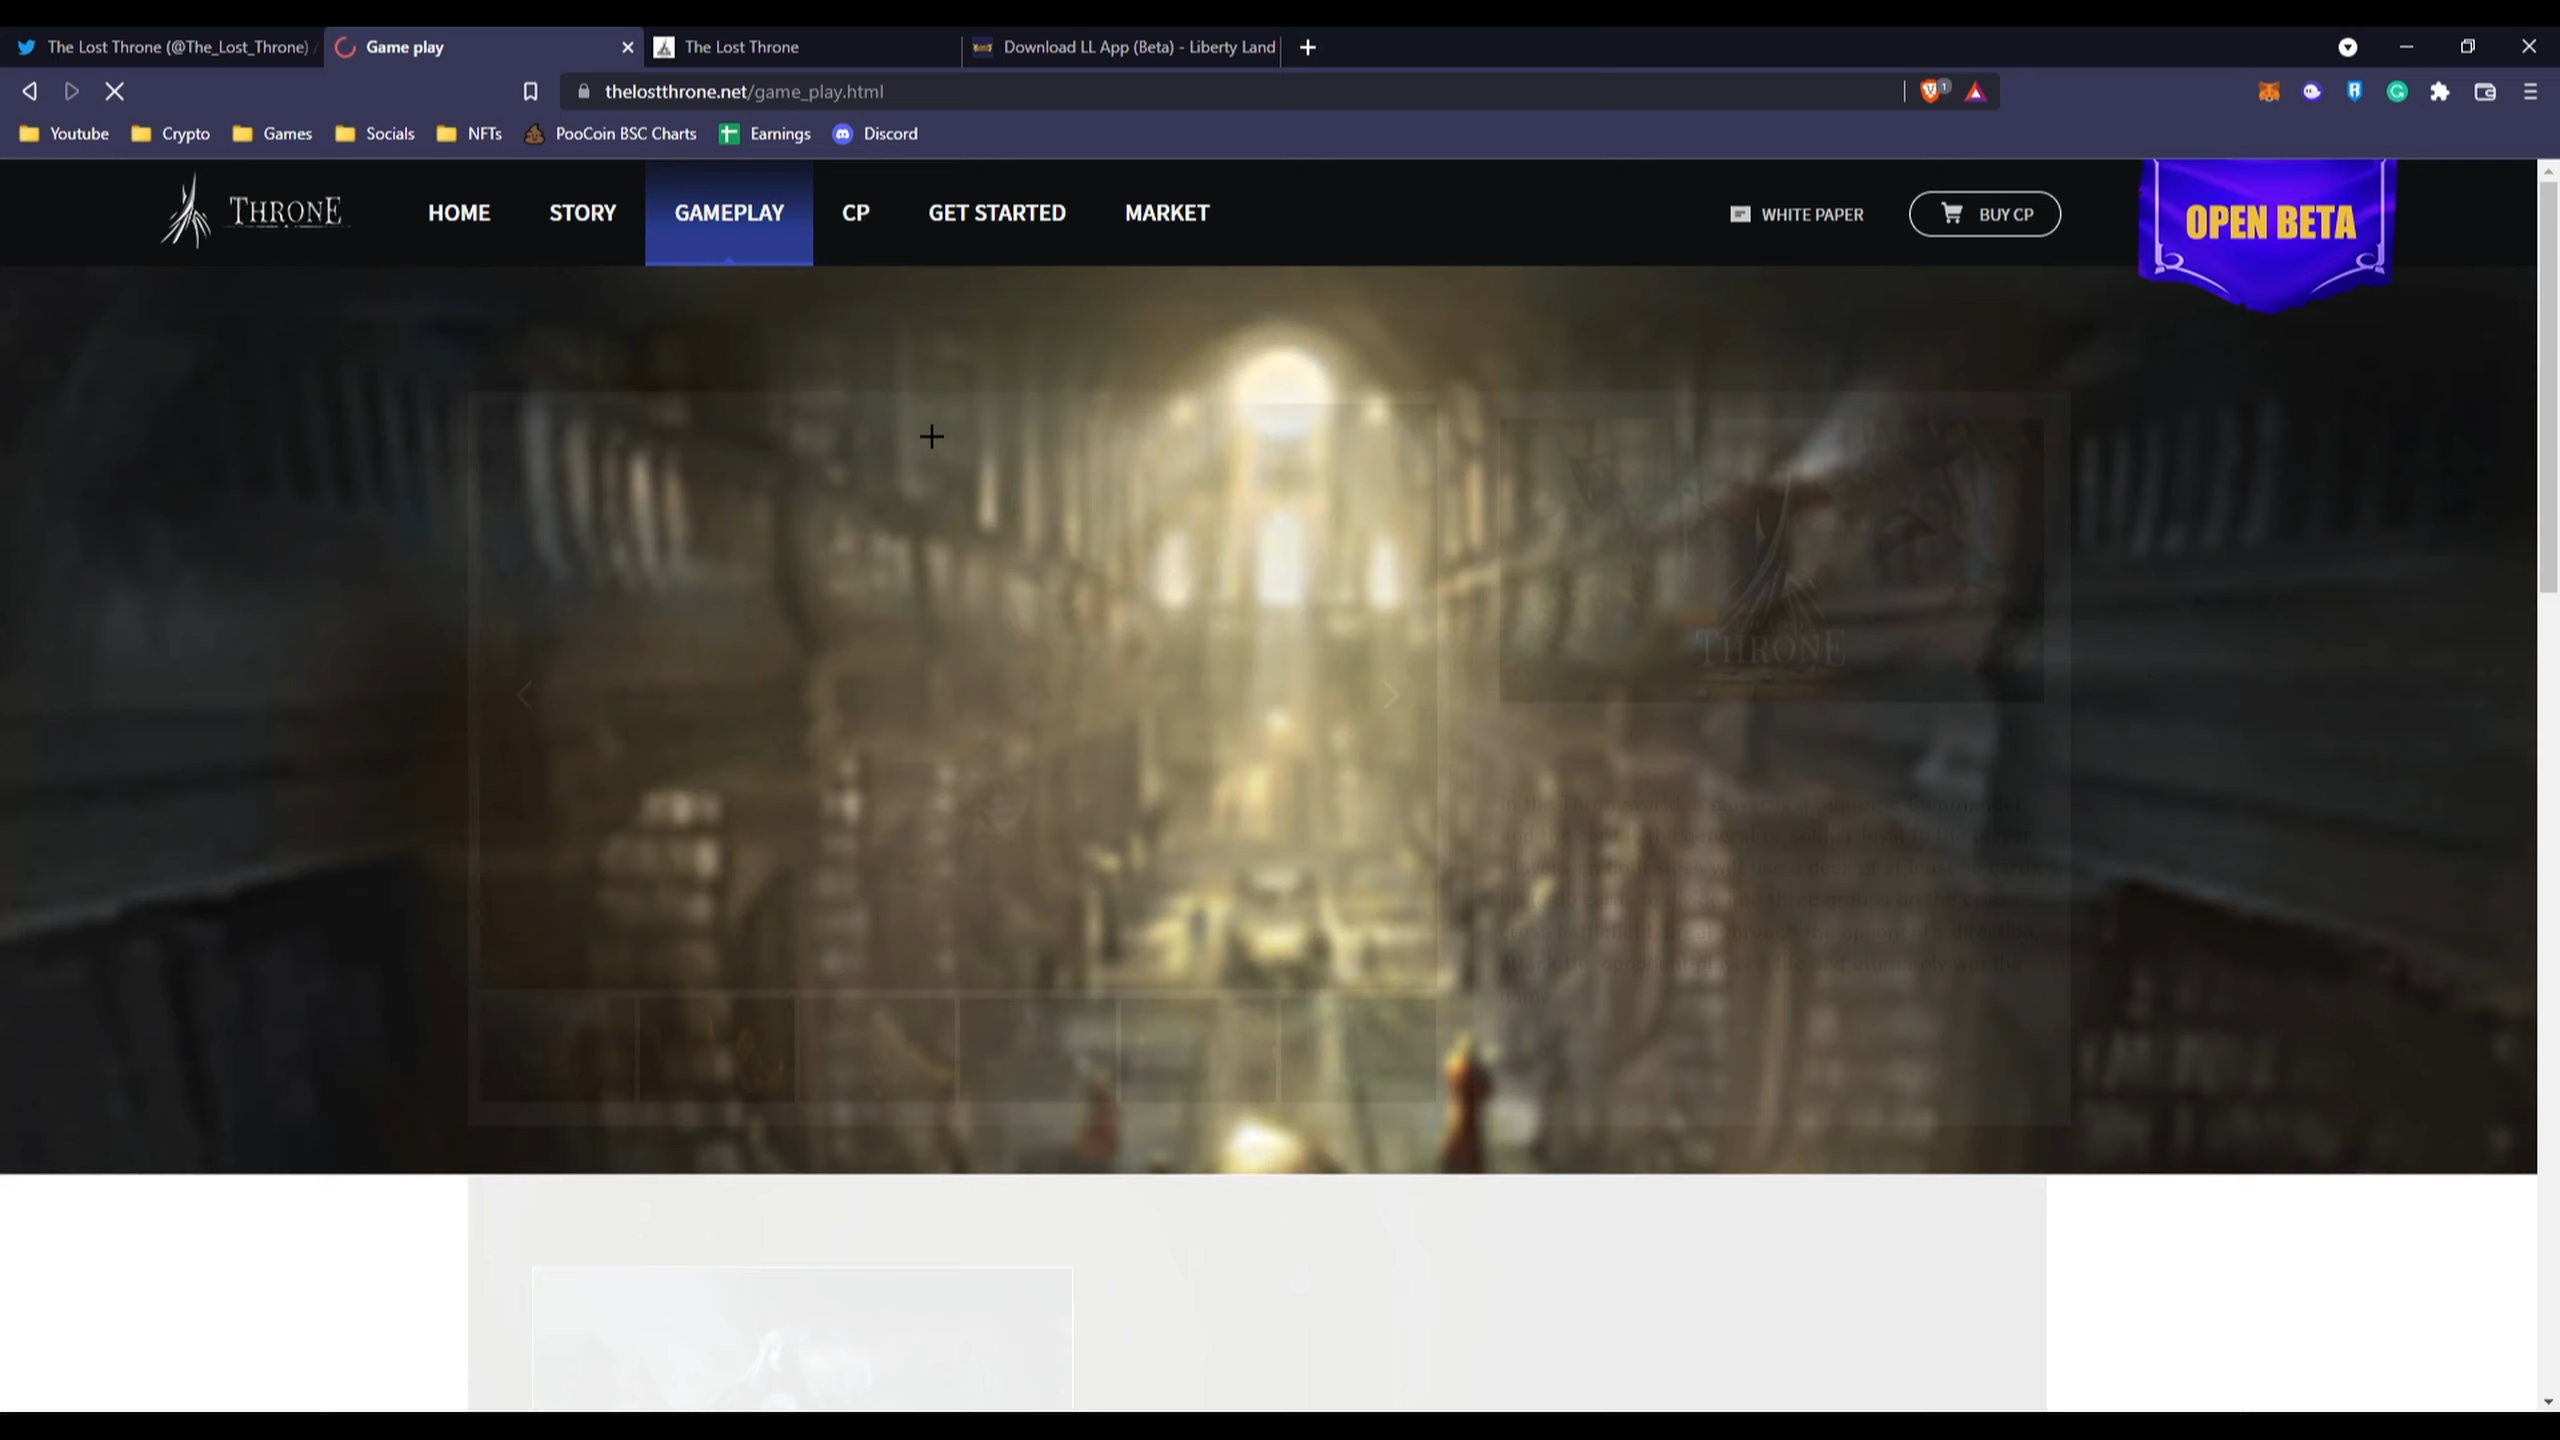 The Lost Throne (@The_Lost_Throne) /
Game play
The Lost Throne
Download LL App (Beta) - Liberty Land
thelostthrone.net/game_play.html
1
Youtube
Crypto
Games
Socials
NFTs
PooCoin BSC Charts
Earnings
Discord
THRONE
HOME
STORY
GAMEPLAY
CP
GET STARTED
MARKET
WHITE PAPER
BUY CP
OPEN BETA
THRONE